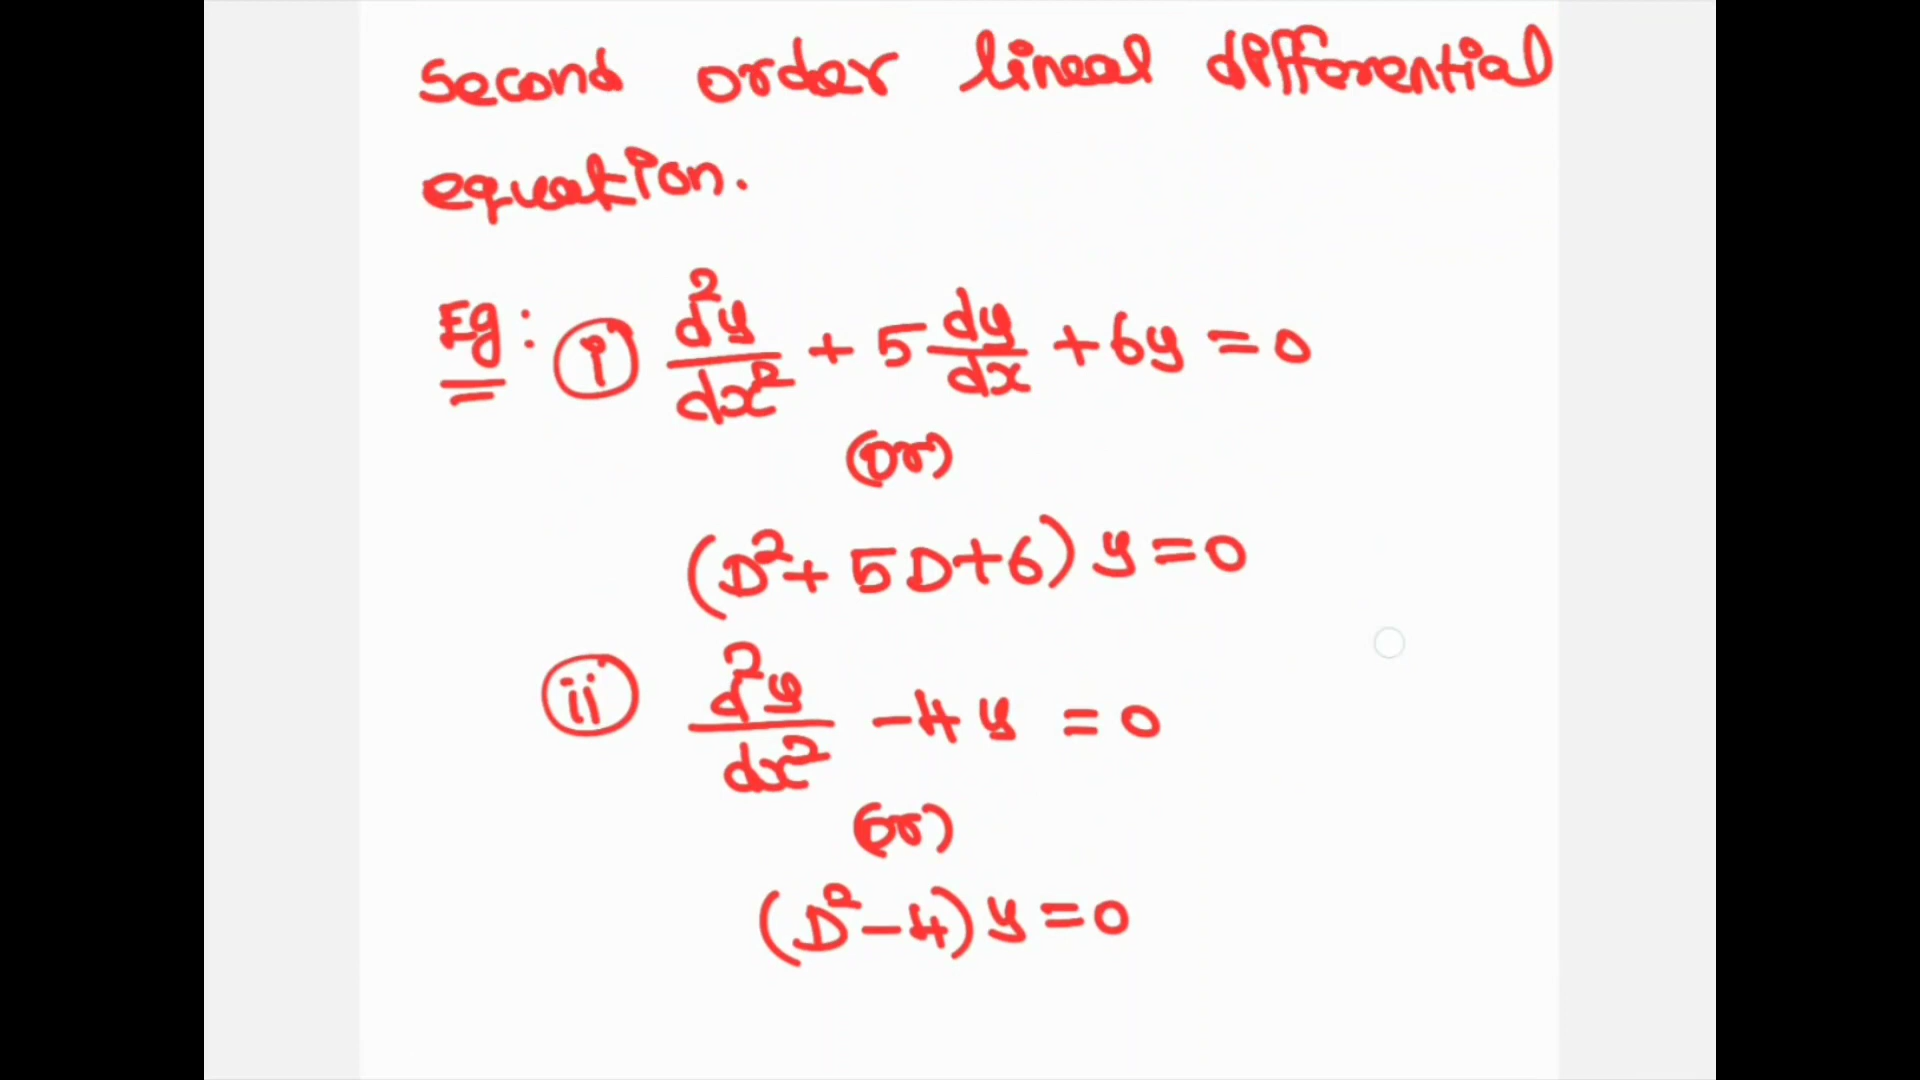 second order lineal differential
equation.
Eg: (i) d²y/dx² + 5 dy/dx + 6y = 0
(or)
(D² + 5D + 6) y = 0
(ii) d²y/dx² - 4y = 0
(or)
(D² - 4) y = 0